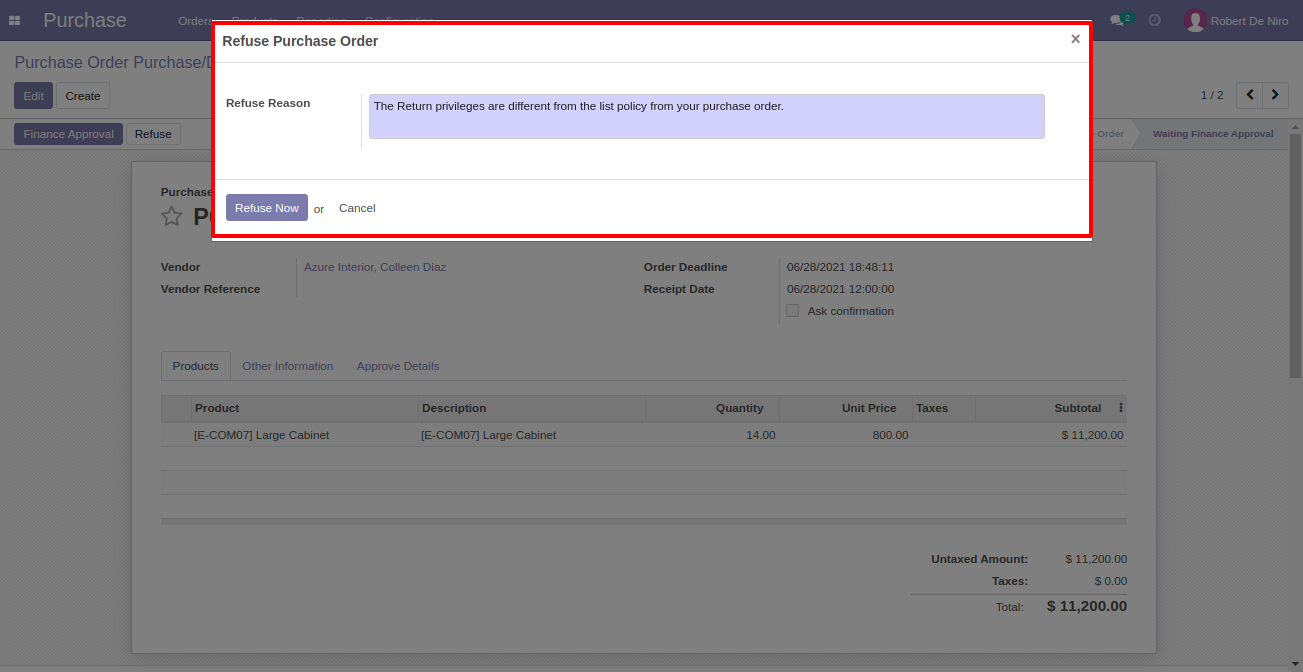 Purchase Orders Products Reporting Configuration 2 Robert De Niro
Refuse Purchase Order ×
Purchase Order Purchase/
Edit Create 1 / 2
Refuse Reason The Return privileges are different from the list policy from your purchase order.
Finance Approval Refuse Order Waiting Finance Approval
Purchase
Refuse Now or Cancel
Vendor Azure Interior, Colleen Diaz Order Deadline 06/28/2021 18:48:11
Vendor Reference Receipt Date 06/28/2021 12:00:00
Ask confirmation
Products Other Information Approve Details
Product Description Quantity Unit Price Taxes Subtotal
[E-COM07] Large Cabinet [E-COM07] Large Cabinet 14.00 800.00 $ 11,200.00
Untaxed Amount: $ 11,200.00
Taxes: $ 0.00
Total: $ 11,200.00